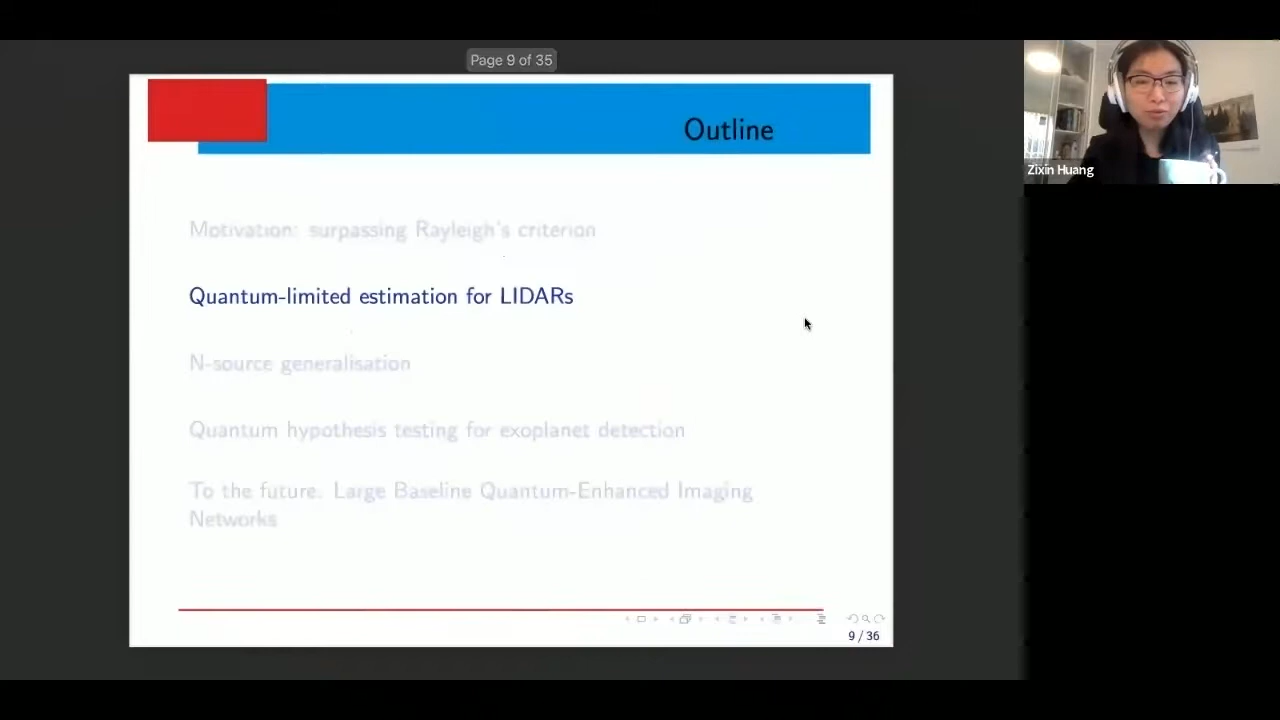 Page 9 of 35
Outline
Zixin Huang
Motivation: surpassing Rayleigh's criterion
Quantum-limited estimation for LIDARs
N-source generalisation
Quantum hypothesis testing for exoplanet detection
To the future. Large Baseline Quantum-Enhanced Imaging
Networks
9 / 36